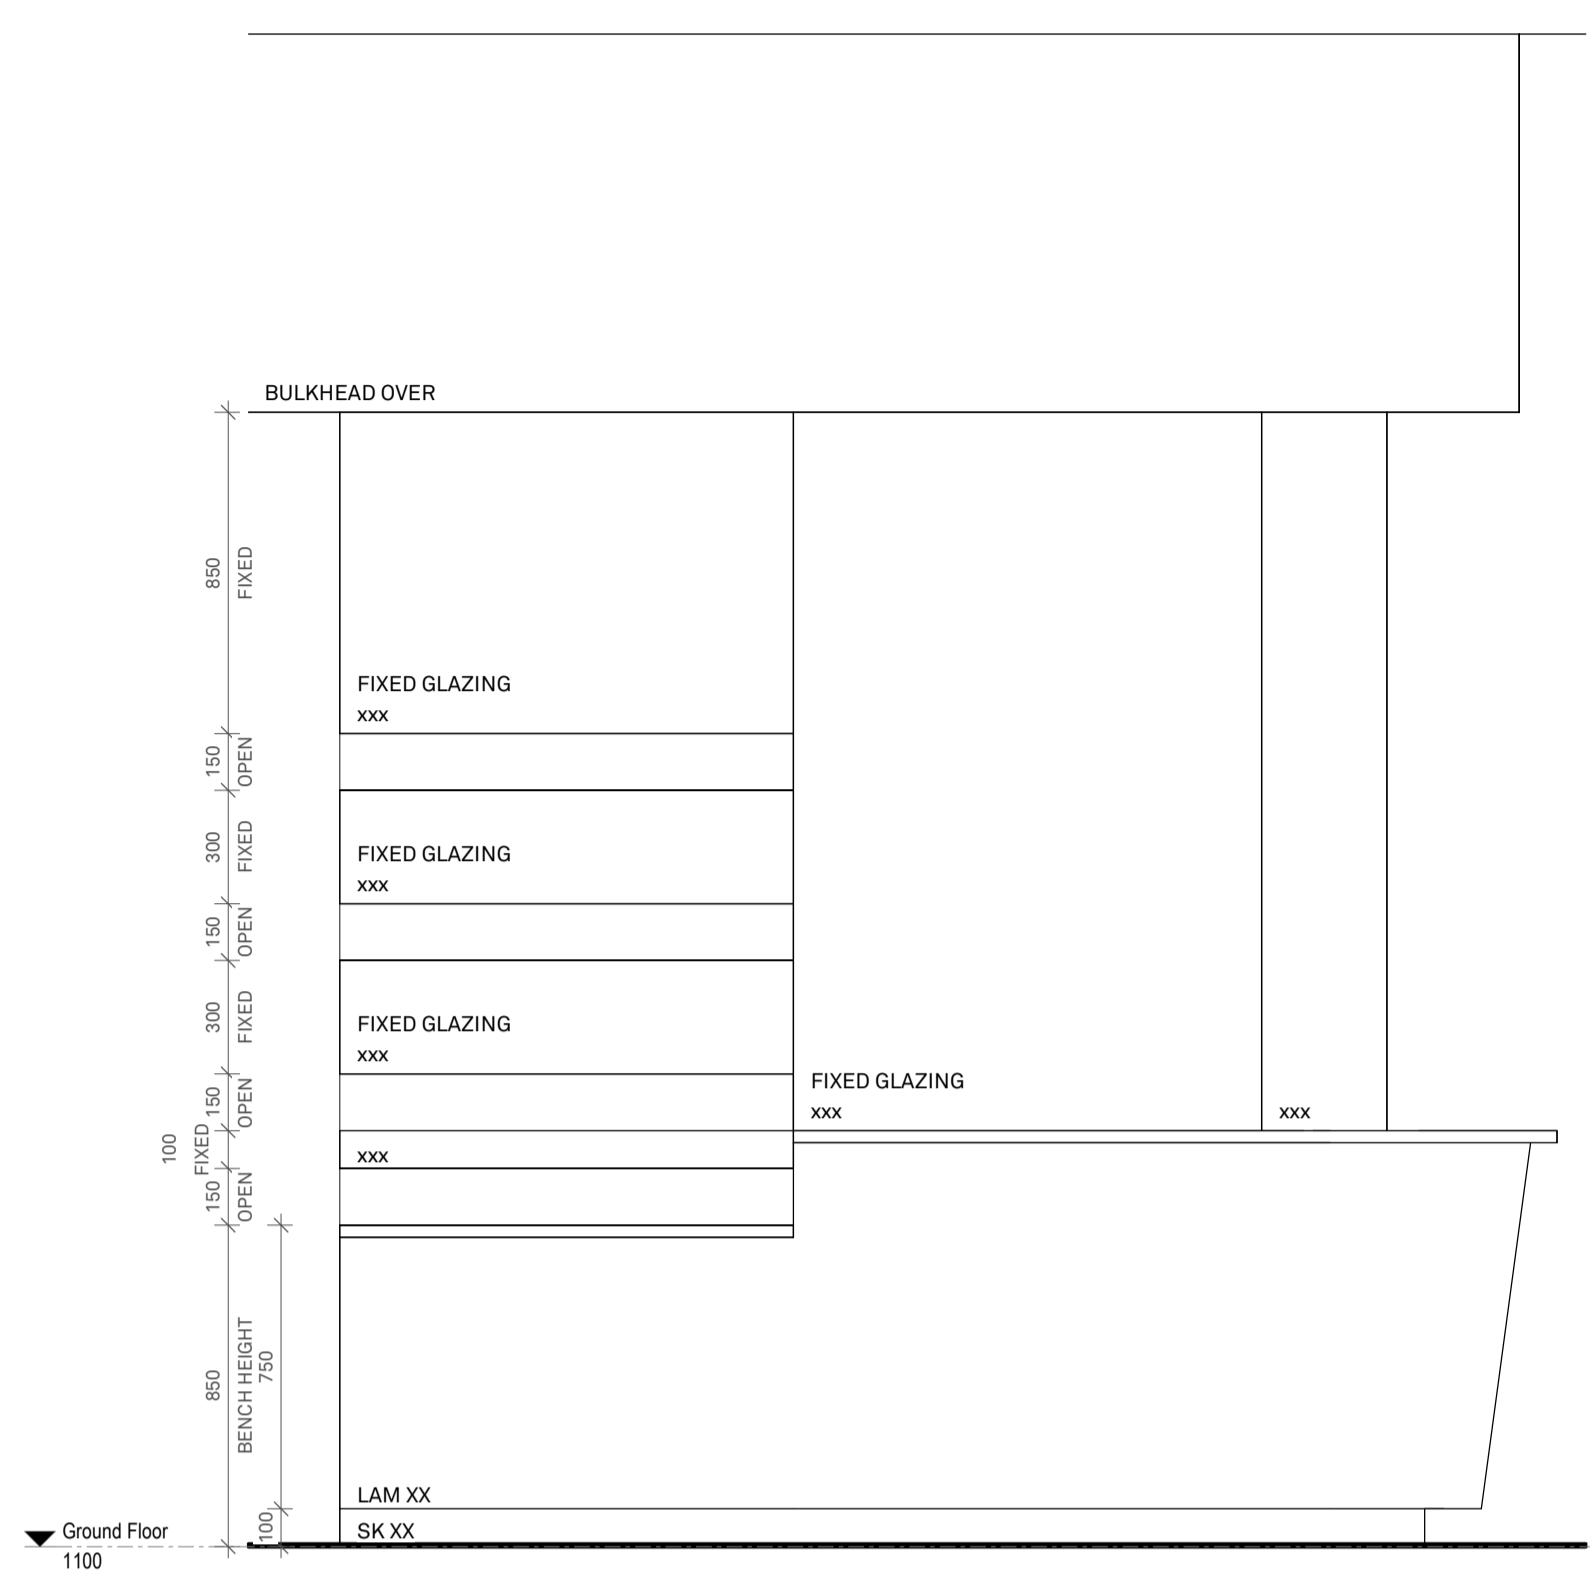 BULKHEAD OVER
850
FIXED
FIXED GLAZING
xxx
150
OPEN
300
FIXED
FIXED GLAZING
xxx
150
OPEN
300
FIXED
FIXED GLAZING
xxx
150
OPEN
FIXED GLAZING
xxx
xxx
100
FIXED
xxx
150
OPEN
850
BENCH HEIGHT
750
LAM XX
100
SK XX
Ground Floor
1100